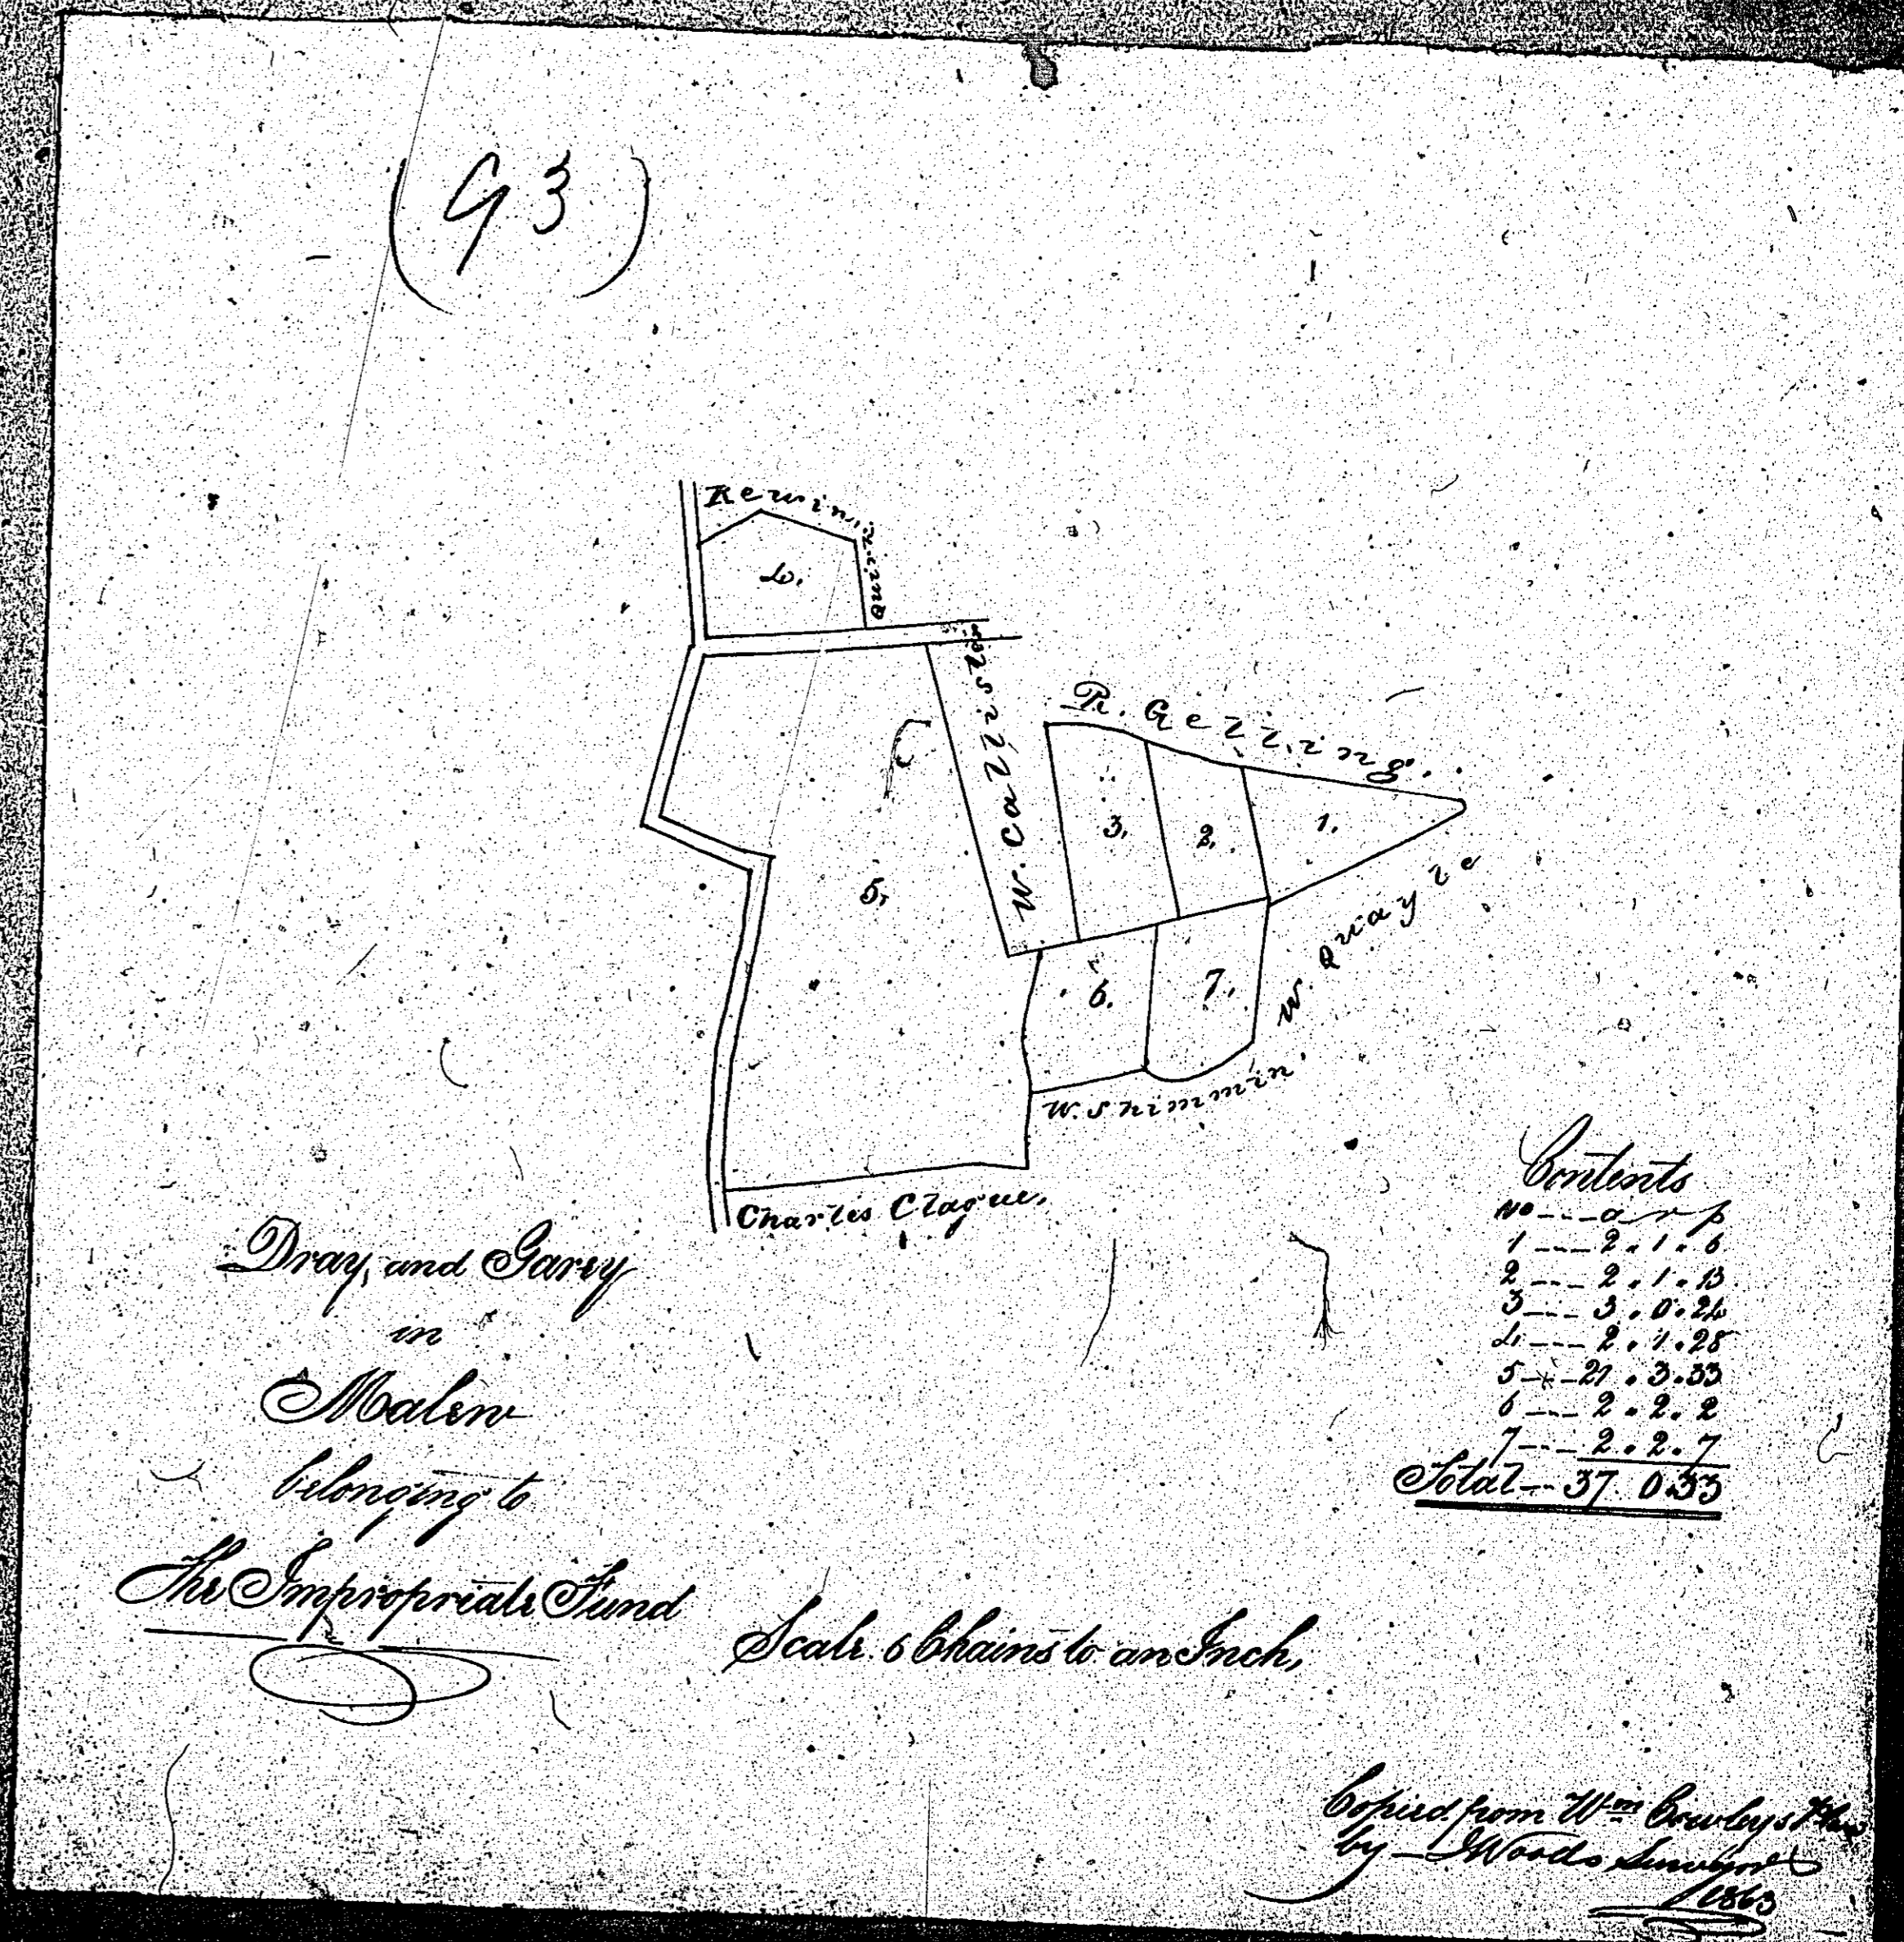 (G 3)
Kewin
4.
W. Callister
R. Gelling.
3. 2. 1.
5.
W. Quayle
6. 7.
W. Shimmin
Charles Clague,
Dray, and Garey
in
Malew
belonging to
The Impropriate Fund
Contents
No --- a r p
1 --- 2 . 1 . 6
2 --- 2 . 1 . 13
3 --- 3 . 0 . 24
4 --- 2 . 1 . 28
5 --- 21 . 3 . 33
6 --- 2 . 2 . 2
7 --- 2 . 2 . 7
Total -- 37 . 0 . 33
Scale. 6 Chains to an Inch,
Copied from Wm Cowleys Plan
by — J Woods Surveyor
1863